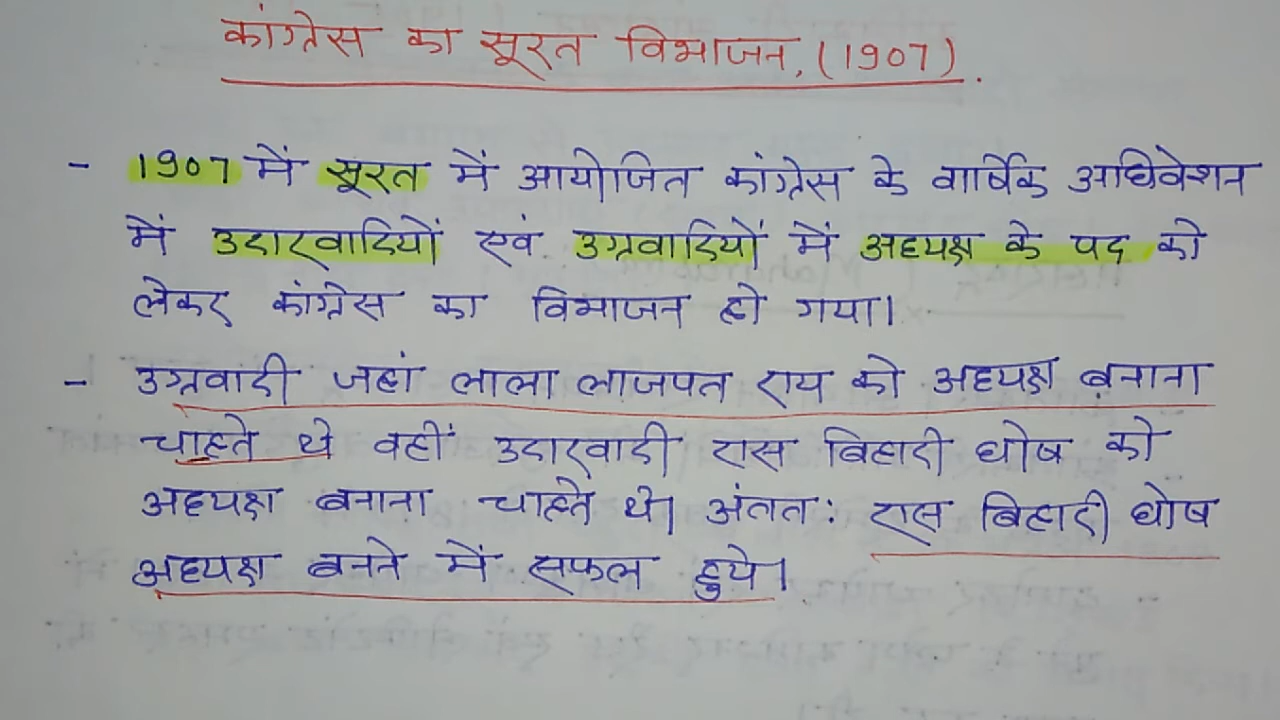 कांग्रेस का सूरत विभाजन, (1907).
- 1907 में सूरत में आयोजित कांग्रेस के वार्षिक अधिवेशन
में उदारवादियों एवं उग्रवादियों में अध्यक्ष के पद को
लेकर कांग्रेस का विभाजन हो गया।
- उग्रवादी जहां लाला लाजपत राय को अध्यक्ष बनाना
चाहते थे वहीं उदारवादी रास बिहारी घोष को
अध्यक्ष बनाना चाहते थे। अंततः रास बिहारी घोष
अध्यक्ष बनने में सफल हुये।